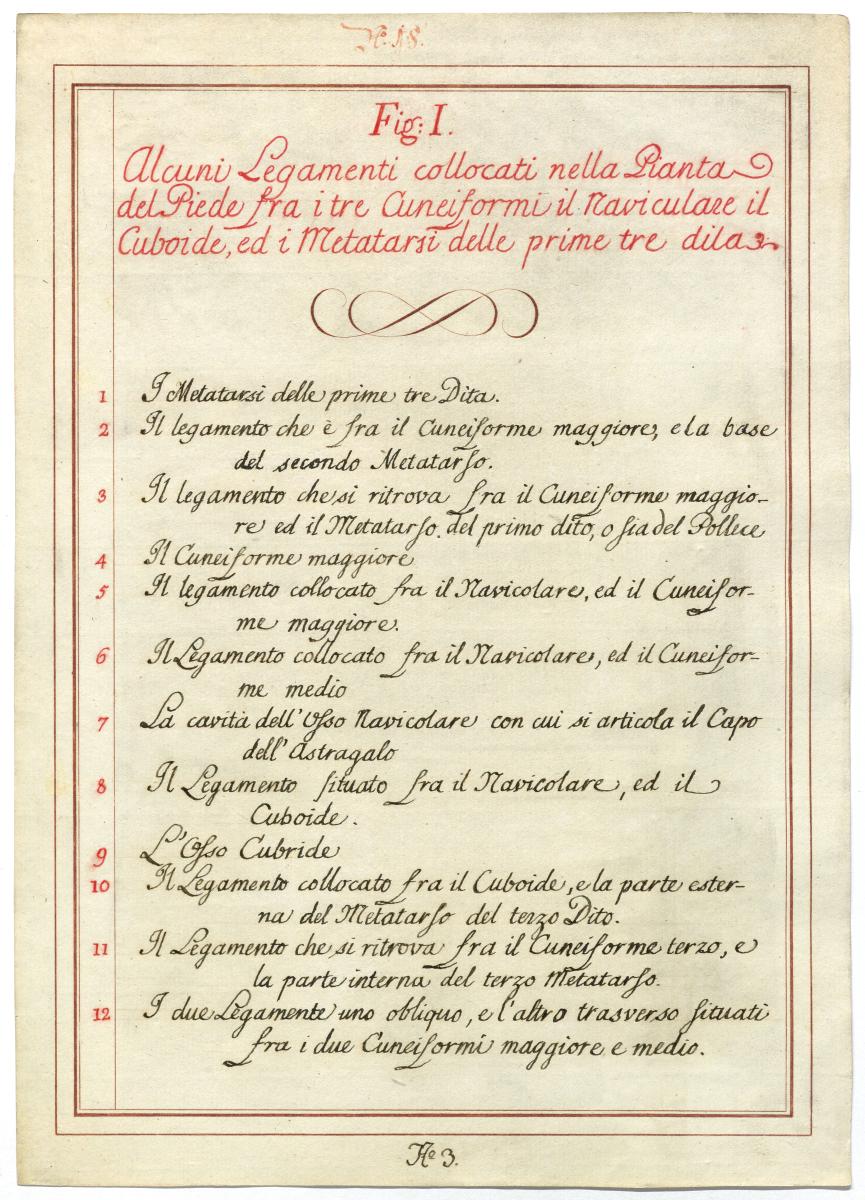 N.º 18.
Fig: I.
Alcuni Legamenti collocati nella Pianta
del Piede fra i tre Cuneiformi il Naviculare il
Cuboide, ed i Metatarsi delle prime tre dita
1 I Metatarsi delle prime tre Dita.
2 Il legamento che è fra il Cuneiforme maggiore, e la base
del secondo Metatarso.
3 Il legamento che si ritrova fra il Cuneiforme maggio-
re ed il Metatarso del primo dito, o sia del Pollece
4 Il Cuneiforme maggiore
5 Il legamento collocato fra il Navicolare, ed il Cuneifor-
me maggiore.
6 Il Legamento collocato fra il Navicolare, ed il Cuneifor-
me medio
7 La cavità dell'Osso Navicolare con cui si articola il Capo
dell'Astragalo
8 Il Legamento situato fra il Navicolare, ed il
Cuboide.
9 L'Osso Cubride
10 Il Legamento collocato fra il Cuboide, e la parte ester-
na del Metatarso del terzo Dito.
11 Il Legamento che si ritrova fra il Cuneiforme terzo, e
la parte interna del terzo Metatarso.
12 I due Legamente uno obliquo, e l'altro trasverso situati
fra i due Cuneiformi maggiore e medio.
Nº 3.